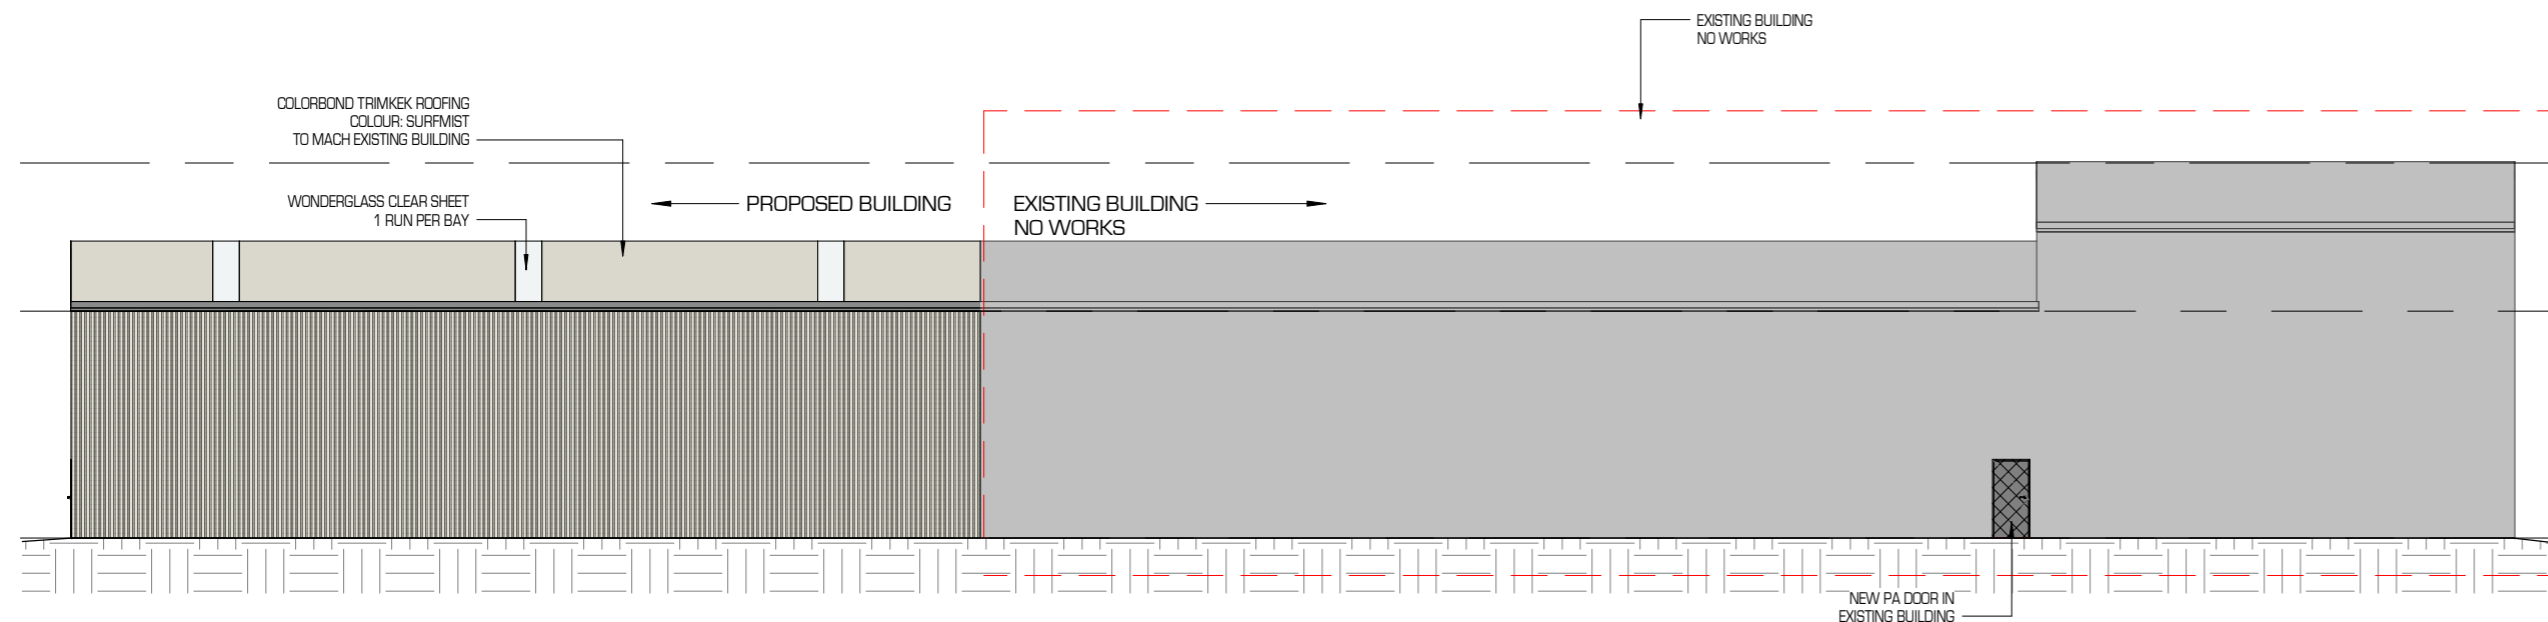 EXISTING BUILDING
NO WORKS
COLORBOND TRIMKEK ROOFING
COLOUR: SURFMIST
TO MACH EXISTING BUILDING
WONDERGLASS CLEAR SHEET
1 RUN PER BAY
PROPOSED BUILDING
EXISTING BUILDING
NO WORKS
NEW PA DOOR IN
EXISTING BUILDING